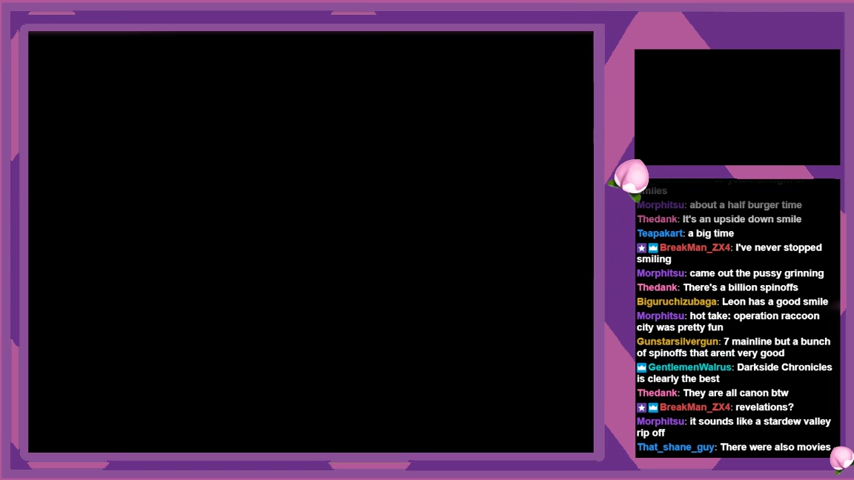 smiles
Morphitsu: about a half burger time
Thedank: It's an upside down smile
Teapakart: a big time
BreakMan_ZX4: I've never stopped
smiling
Morphitsu: came out the pussy grinning
Thedank: There's a billion spinoffs
Biguruchizubaga: Leon has a good smile
Morphitsu: hot take: operation raccoon
city was pretty fun
Gunstarsilvergun: 7 mainline but a bunch
of spinoffs that arent very good
GentlemenWalrus: Darkside Chronicles
is clearly the best
Thedank: They are all canon btw
BreakMan_ZX4: revelations?
Morphitsu: it sounds like a stardew valley
rip off
That_shane_guy: There were also movies